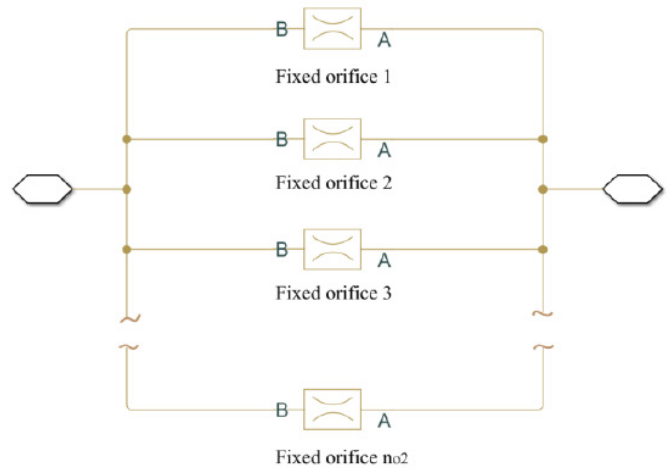 B A
Fixed orifice 1
B A
Fixed orifice 2
B A
Fixed orifice 3
B A
Fixed orifice no2